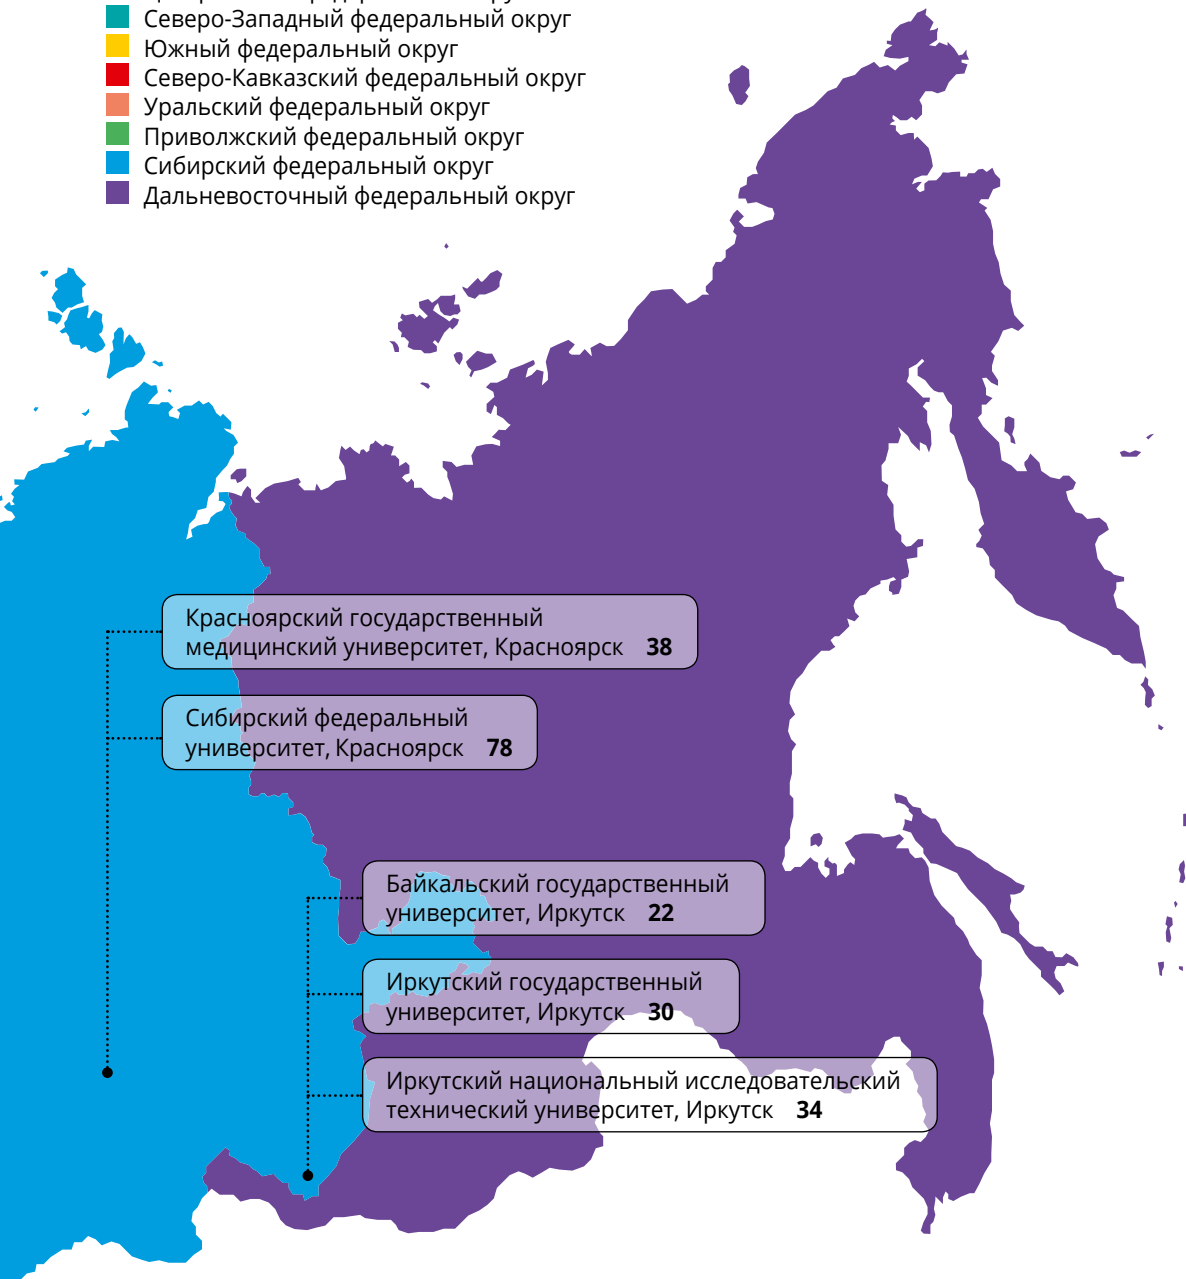 Северо-Западный федеральный округ
Южный федеральный округ
Северо-Кавказский федеральный округ
Уральский федеральный округ
Приволжский федеральный округ
Сибирский федеральный округ
Дальневосточный федеральный округ
Красноярский государственный
медицинский университет, Красноярск 38
Сибирский федеральный
университет, Красноярск 78
Байкальский государственный
университет, Иркутск 22
Иркутский государственный
университет, Иркутск 30
Иркутский национальный исследовательский
технический университет, Иркутск 34